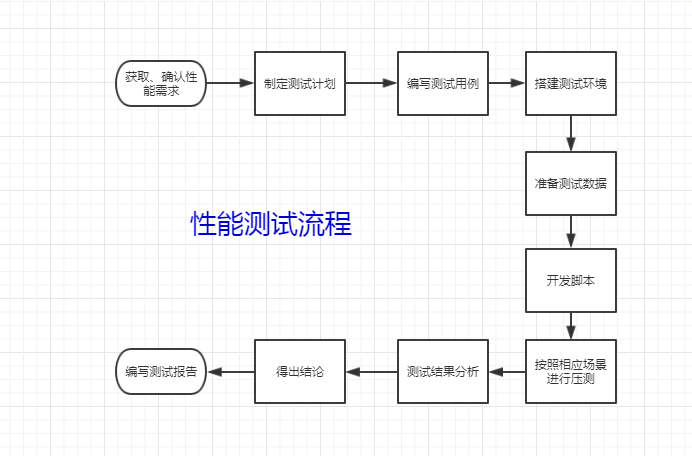 获取、确认性
能需求
制定测试计划
编写测试用例
搭建测试环境
准备测试数据
性能测试流程
开发脚本
按照相应场景
进行压测
测试结果分析
得出结论
编写测试报告